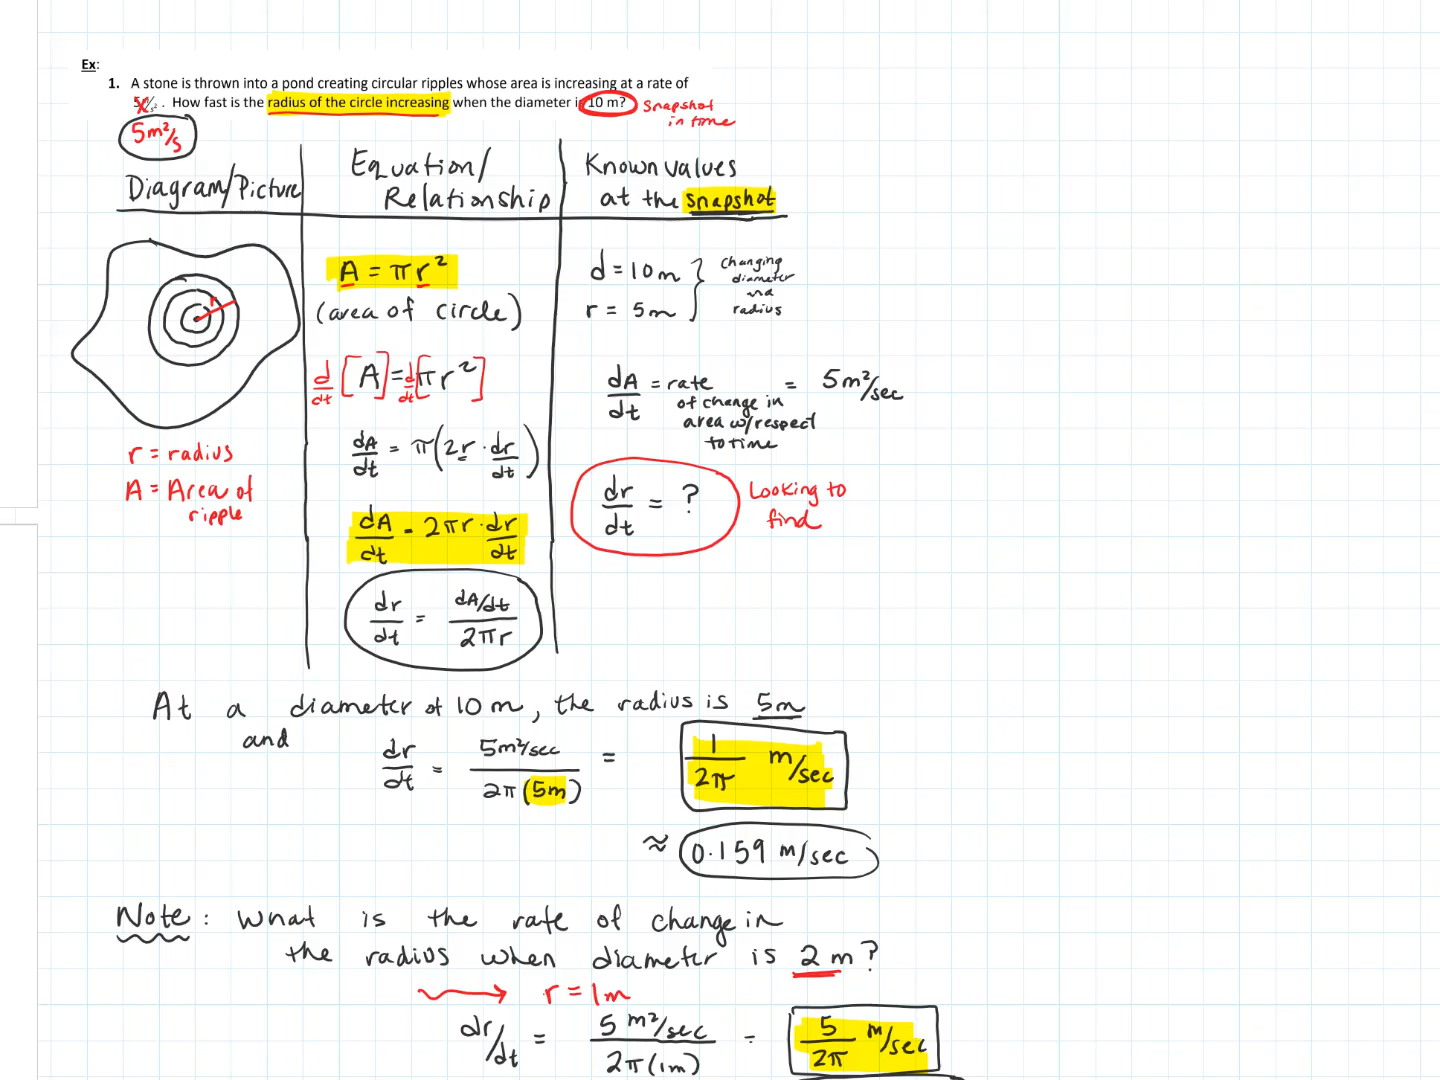 Ex:
1. A stone is thrown into a pond creating circular ripples whose area is increasing at a rate of
. How fast is the radius of the circle increasing when the diameter is 10 m?
Snapshot
in time
5m²/s
Diagram/Picture
Equation/
Relationship
Known values
at the snapshot
r
r = radius
A = Area of
ripple
A = πr²
(area of circle)
d/dt [A] = d/dt [πr²]
dA/dt = π(2r · dr/dt)
dA/dt = 2πr · dr/dt
dr/dt = dA/dt / 2πr
d = 10m
r = 5m
changing
diameter
and
radius
dA/dt = rate
of change in
area w/respect
to time
= 5m²/sec
dr/dt = ?
Looking to
find
At a diameter of 10 m, the radius is 5m
and
dr/dt = 5m²/sec / 2π(5m) = 1/2π m/sec
≈ 0.159 m/sec
Note: What is the rate of change in
the radius when diameter is 2 m?
r = 1m
dr/dt = 5 m²/sec / 2π(1m) = 5/2π m/sec